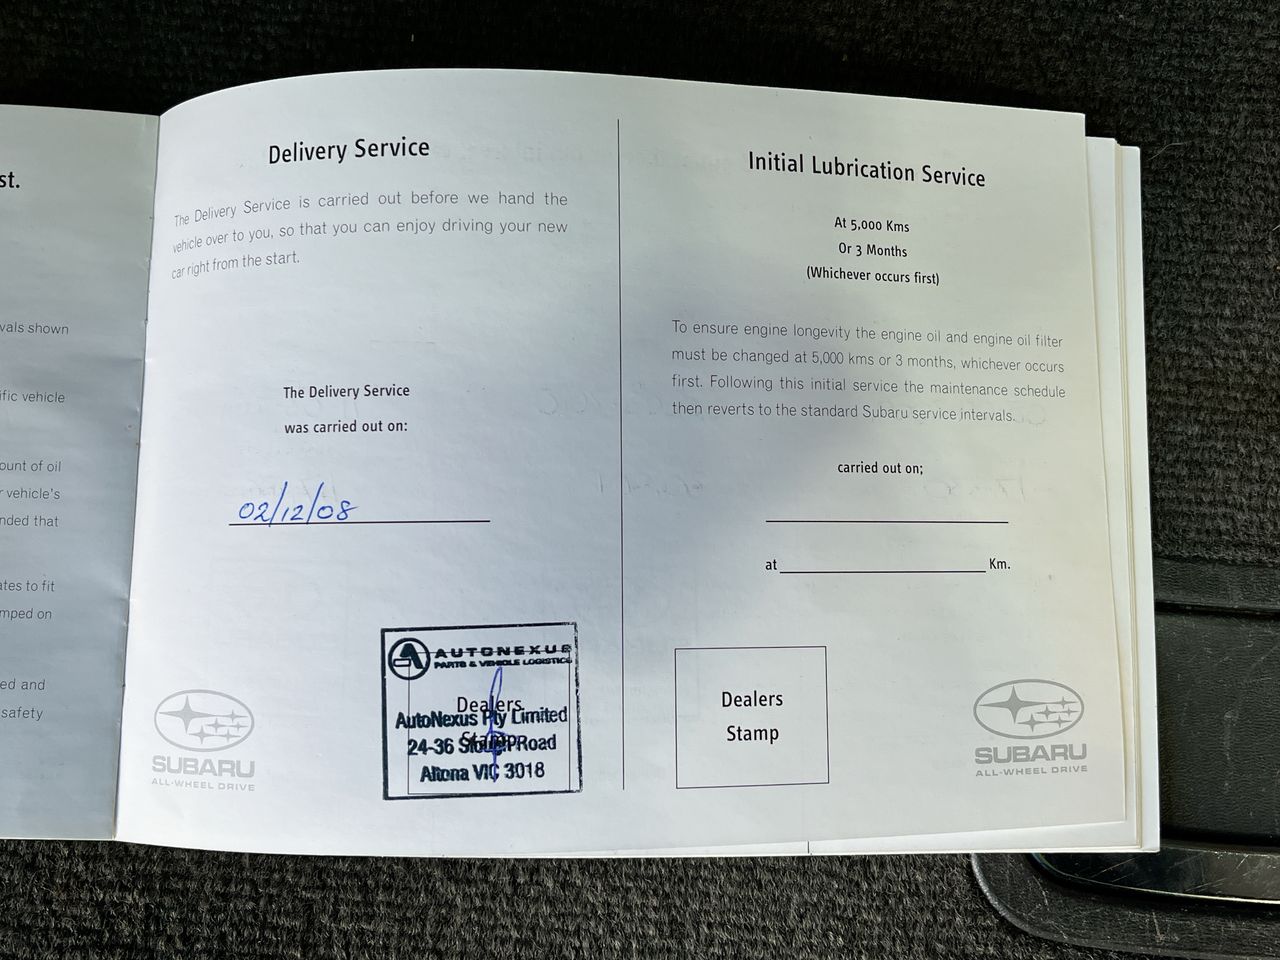 st.
vals shown
ific vehicle
ount of oil
r vehicle's
nded that
ates to fit
mped on
ed and
safety
Delivery Service
The Delivery Service is carried out before we hand the
vehicle over to you, so that you can enjoy driving your new
car right from the start.
The Delivery Service
was carried out on:
02/12/08
AUTONEXUS
PARTS & VEHICLE LOGISTICS
Dealers
AutoNexus Pty Limited
Stamp
24-36 Road
Altona VIC 3018
SUBARU
ALL-WHEEL DRIVE
Initial Lubrication Service
At 5,000 Kms
Or 3 Months
(Whichever occurs first)
To ensure engine longevity the engine oil and engine oil filter
must be changed at 5,000 kms or 3 months, whichever occurs
first. Following this initial service the maintenance schedule
then reverts to the standard Subaru service intervals.
carried out on;
at Km.
Dealers
Stamp
SUBARU
ALL-WHEEL DRIVE